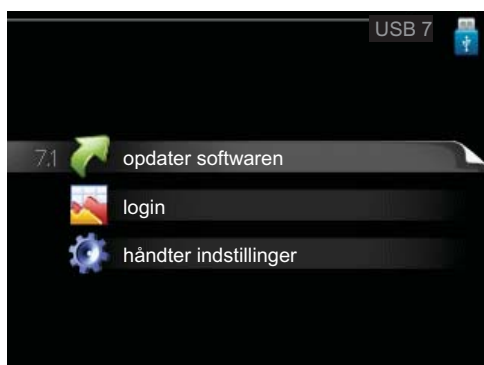 USB 7
7.1 opdater softwaren
login
håndter indstillinger